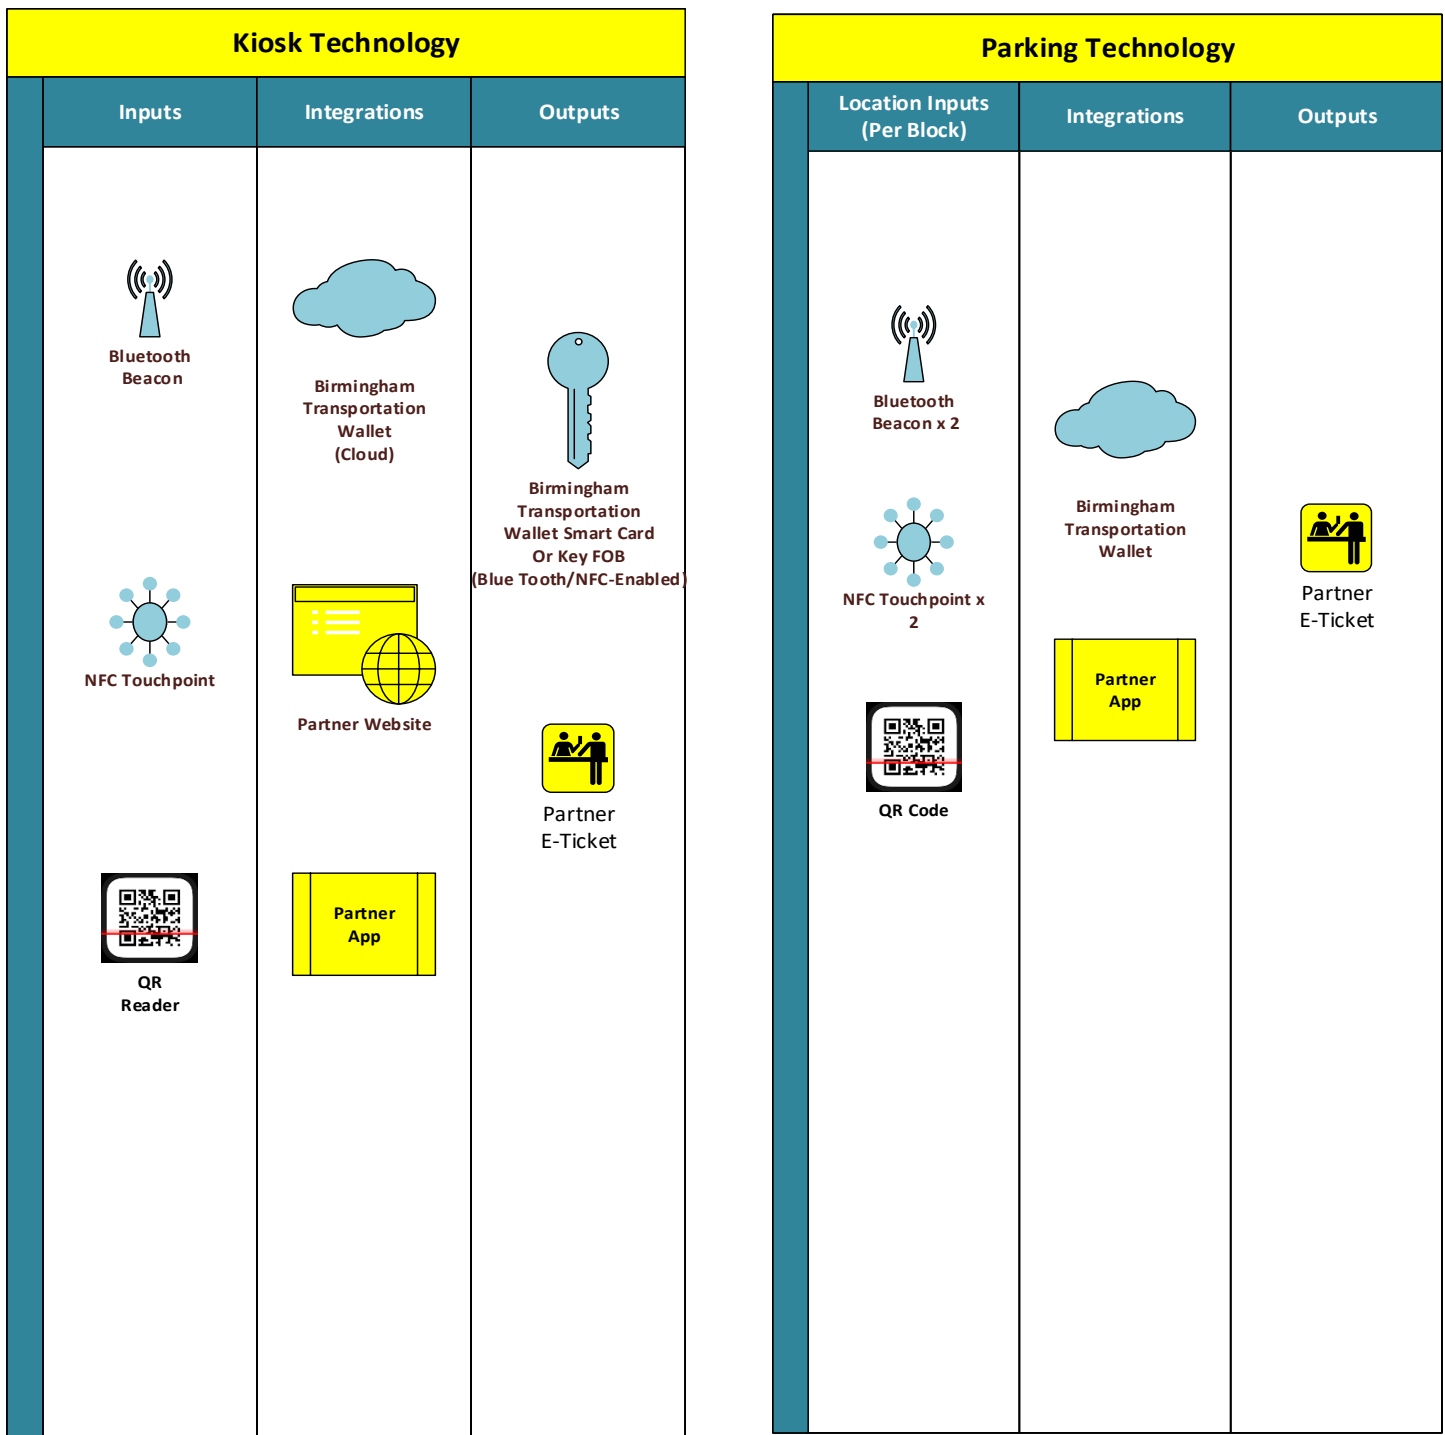 Kiosk Technology
Inputs
Integrations
Outputs
Bluetooth
Beacon
NFC Touchpoint
QR
Reader
Birmingham
Transportation
Wallet
(Cloud)
Partner Website
Partner
App
Birmingham
Transportation
Wallet Smart Card
Or Key FOB
(Blue Tooth/NFC-Enabled)
Partner
E-Ticket
Parking Technology
Location Inputs
(Per Block)
Integrations
Outputs
Bluetooth
Beacon x 2
NFC Touchpoint x
2
QR Code
Birmingham
Transportation
Wallet
Partner
App
Partner
E-Ticket